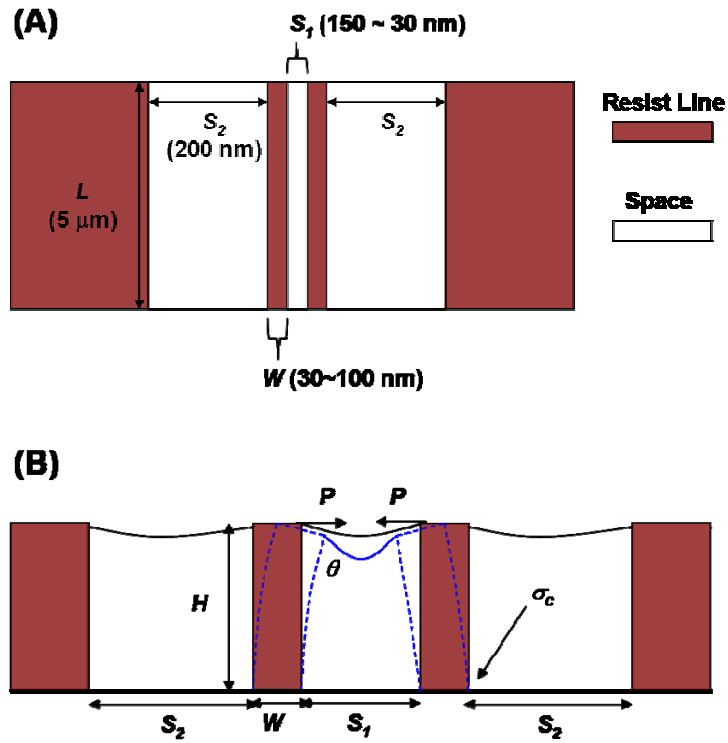 (A)
S₁ (150 ~ 30 nm)
S₂
(200 nm)
S₂
L
(5 μm)
W (30~100 nm)
Resist Line
Space
(B)
P
P
θ
H
σc
S₂
W
S₁
S₂